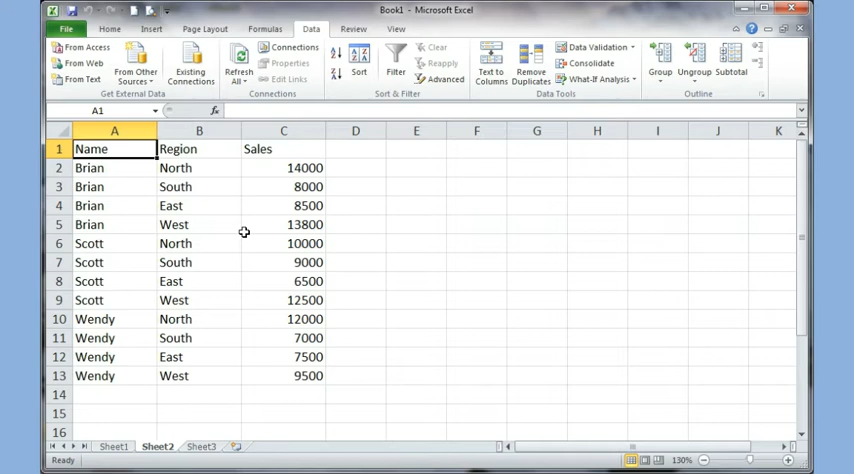 Book1 - Microsoft Excel
File Home Insert Page Layout Formulas Data Review View
From Access
From Web
From Text
From Other Sources
Existing Connections
Get External Data
Refresh All
Connections
Properties
Edit Links
Connections
Sort
Filter
Clear
Reapply
Advanced
Sort & Filter
Text to Columns
Remove Duplicates
Data Validation
Consolidate
What-If Analysis
Data Tools
Group
Ungroup
Subtotal
Outline
A1 fx
A B C D E F G H I J K
1 Name Region Sales
2 Brian North 14000
3 Brian South 8000
4 Brian East 8500
5 Brian West 13800
6 Scott North 10000
7 Scott South 9000
8 Scott East 6500
9 Scott West 12500
10 Wendy North 12000
11 Wendy South 7000
12 Wendy East 7500
13 Wendy West 9500
14
15
16
Sheet1 Sheet2 Sheet3
Ready 130%